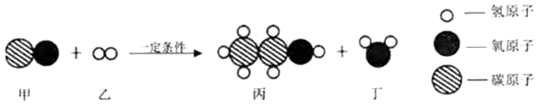 甲 + 乙 一定条件 丙 + 丁
氢原子
氧原子
碳原子